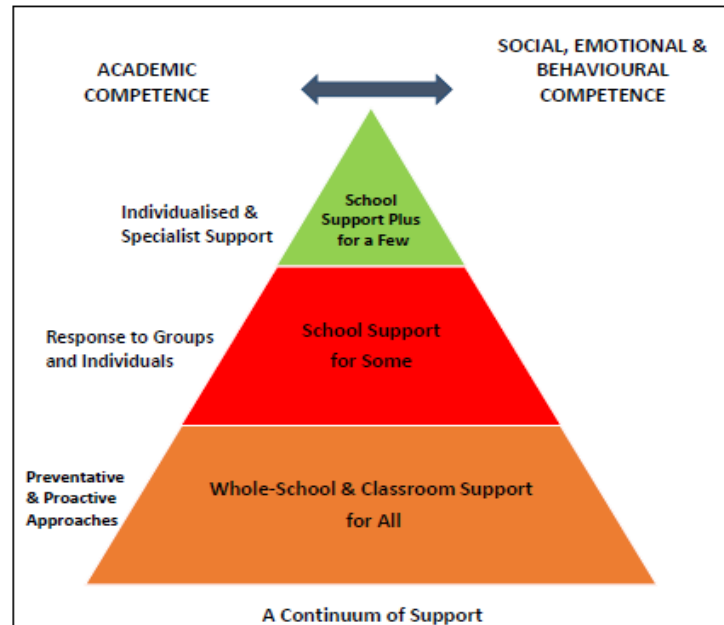 ACADEMIC
COMPETENCE
SOCIAL, EMOTIONAL &
BEHAVIOURAL
COMPETENCE
Individualised &
Specialist Support
School
Support Plus
for a Few
Response to Groups
and Individuals
School Support
for Some
Preventative
& Proactive
Approaches
Whole-School & Classroom Support
for All
A Continuum of Support